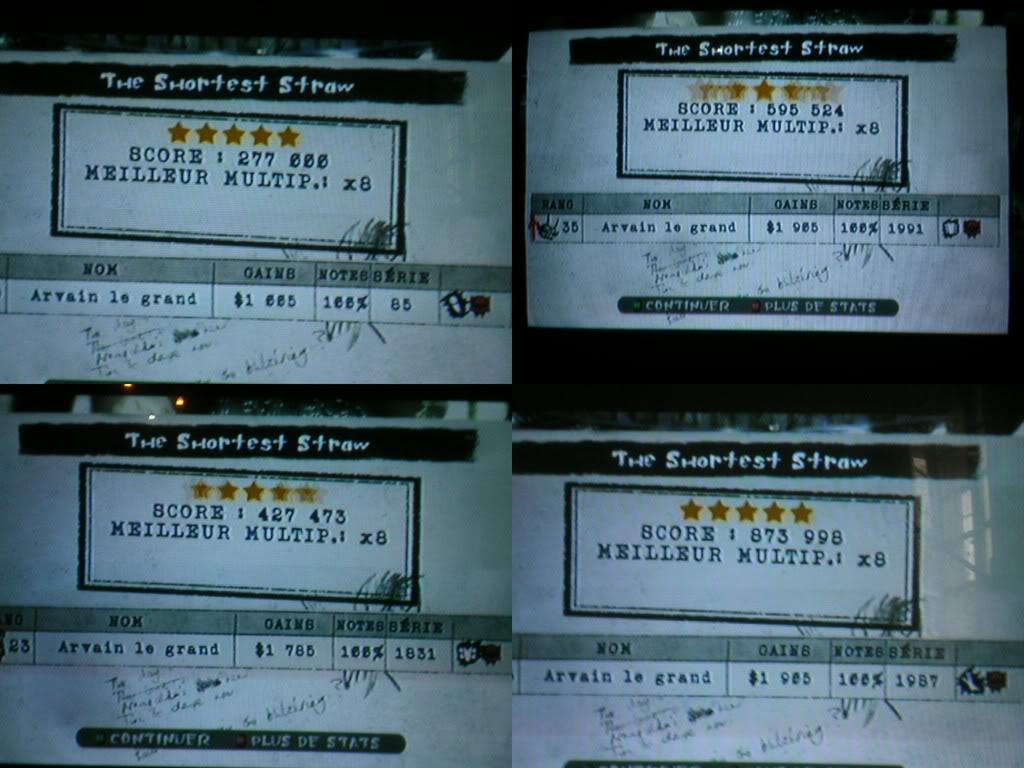 The Shortest Straw
SCORE : 277 000
MEILLEUR MULTIP.: x8
NOM GAINS NOTES SÉRIE
Arvain le grand $1 605 100% 85
The Shortest Straw
SCORE : 595 524
MEILLEUR MULTIP.: x8
RANG NOM GAINS NOTES SÉRIE
35 Arvain le grand $1 905 100% 1991
CONTINUER PLUS DE STATS
The Shortest Straw
SCORE : 427 473
MEILLEUR MULTIP.: x8
NOM GAINS NOTES SÉRIE
23 Arvain le grand $1 785 100% 1831
CONTINUER PLUS DE STATS
The Shortest Straw
SCORE : 873 998
MEILLEUR MULTIP.: x8
NOM GAINS NOTES SÉRIE
Arvain le grand $1 905 100% 1987